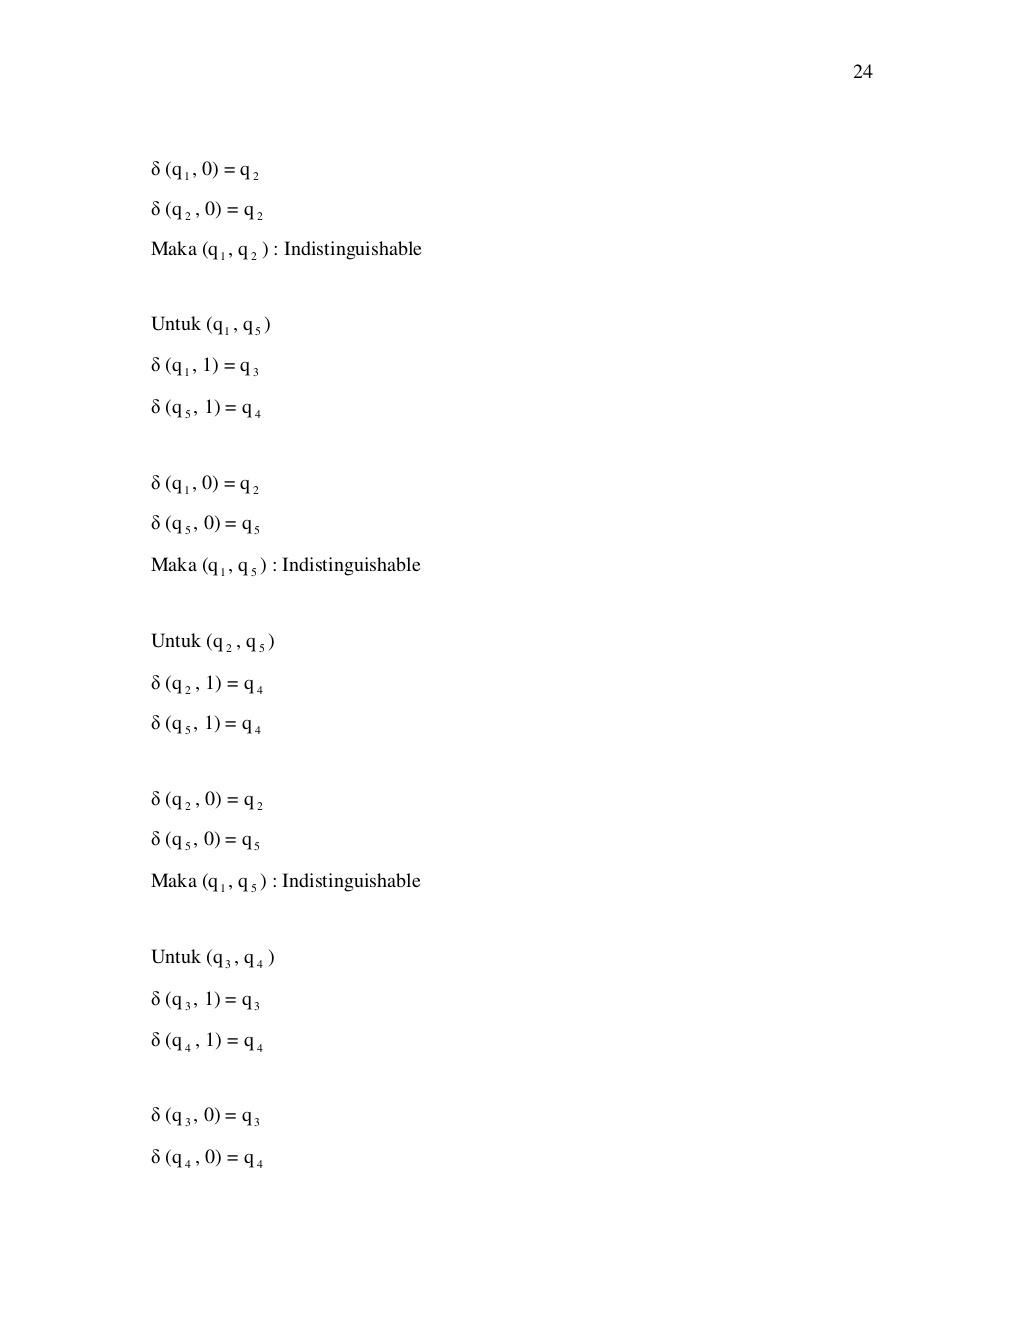 24
δ (q₁, 0) = q₂
δ (q₂, 0) = q₂
Maka (q₁, q₂) : Indistinguishable
Untuk (q₁, q₅)
δ (q₁, 1) = q₃
δ (q₅, 1) = q₄
δ (q₁, 0) = q₂
δ (q₅, 0) = q₅
Maka (q₁, q₅) : Indistinguishable
Untuk (q₂, q₅)
δ (q₂, 1) = q₄
δ (q₅, 1) = q₄
δ (q₂, 0) = q₂
δ (q₅, 0) = q₅
Maka (q₁, q₅) : Indistinguishable
Untuk (q₃, q₄)
δ (q₃, 1) = q₃
δ (q₄, 1) = q₄
δ (q₃, 0) = q₃
δ (q₄, 0) = q₄